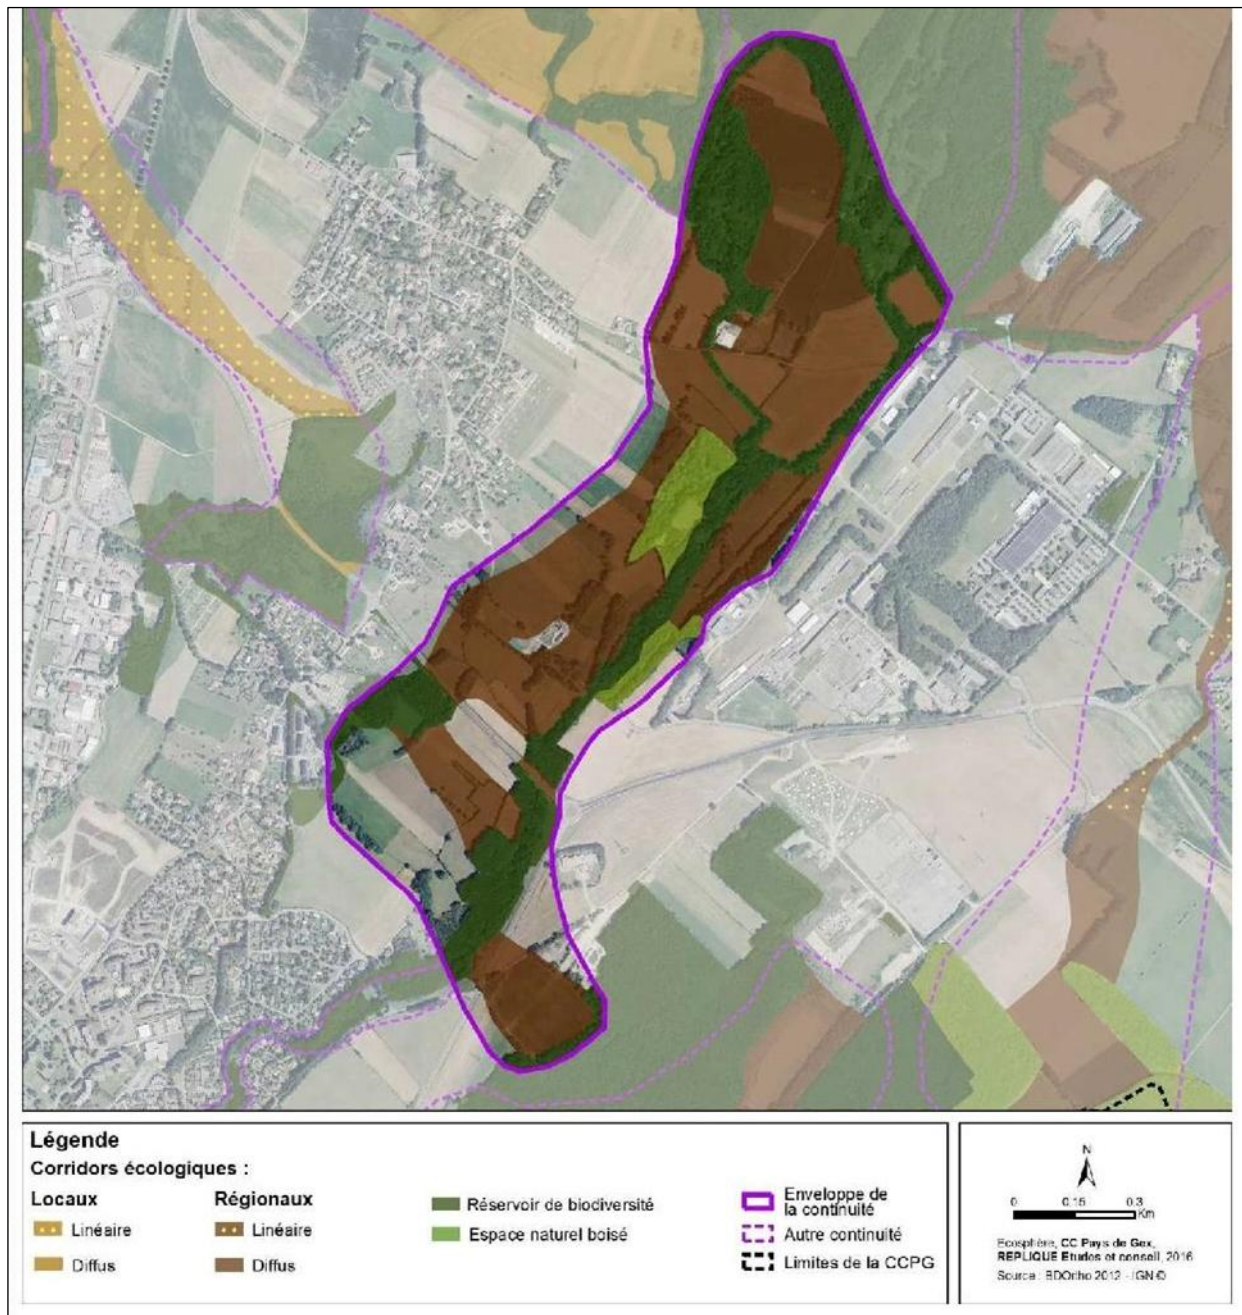 Légende
Corridors écologiques :
Locaux
Linéaire
Diffus
Régionaux
Linéaire
Diffus
Réservoir de biodiversité
Espace naturel boisé
Enveloppe de
la continuité
Autre continuité
Limites de la CCPG
N
0 0.15 0.3
Km
Ecosphère, CC Pays de Gex,
REPLIQUE Etudes et conseil, 2016
Source : BDOrtho 2012 - IGN ©